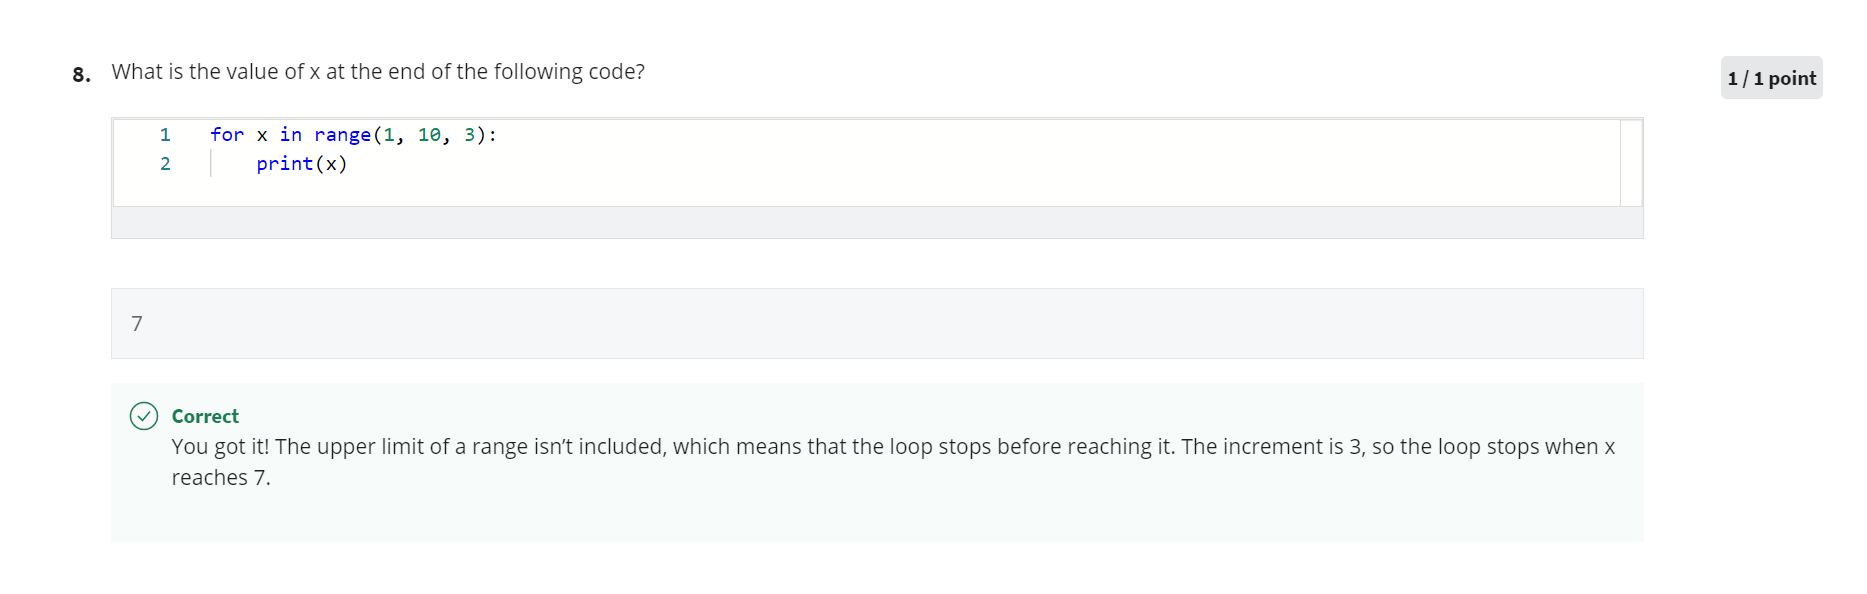 8. What is the value of x at the end of the following code?
1 / 1 point
1 for x in range(1, 10, 3):
2 print(x)
7
Correct
You got it! The upper limit of a range isn’t included, which means that the loop stops before reaching it. The increment is 3, so the loop stops when x
reaches 7.